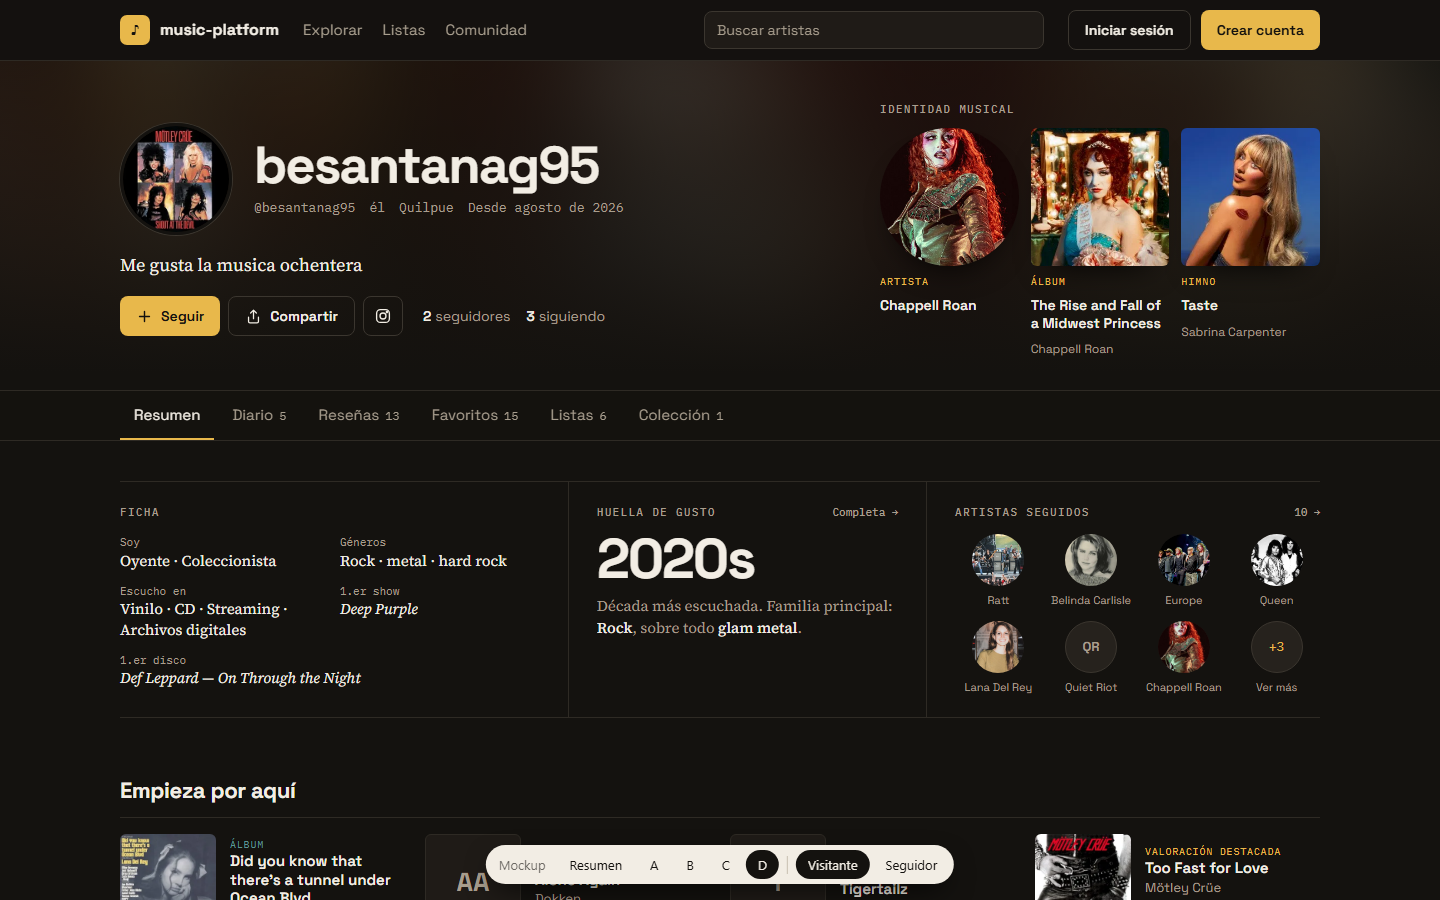 music-platform
Explorar
Listas
Comunidad
Buscar artistas
Iniciar sesión
Crear cuenta
MÖTLEY CRÜE
SHOUT AT THE DEVIL
besantanag95
@besantanag95 él Quilpue Desde agosto de 2026
Me gusta la musica ochentera
Seguir
Compartir
2 seguidores
3 siguiendo
IDENTIDAD MUSICAL
ARTISTA
Chappell Roan
ÁLBUM
The Rise and Fall of
a Midwest Princess
Chappell Roan
HIMNO
Taste
Sabrina Carpenter
Resumen
Diario 5
Reseñas 13
Favoritos 15
Listas 6
Colección 1
FICHA
Soy
Oyente · Coleccionista
Géneros
Rock · metal · hard rock
Escucho en
Vinilo · CD · Streaming ·
Archivos digitales
1.er show
Deep Purple
1.er disco
Def Leppard — On Through the Night
HUELLA DE GUSTO
Completa →
2020s
Década más escuchada. Familia principal:
Rock, sobre todo glam metal.
ARTISTAS SEGUIDOS
10 →
Ratt
Belinda Carlisle
Europe
Queen
Lana Del Rey
QR
Quiet Riot
Chappell Roan
+3
Ver más
Empieza por aquí
ÁLBUM
Did you know that
there's a tunnel under
Ocean Blvd
AA
Dokken
Tigertailz
MÖTLEY CRÜE
VALORACIÓN DESTACADA
Too Fast for Love
Mötley Crüe
Mockup
Resumen
A
B
C
D
Visitante
Seguidor